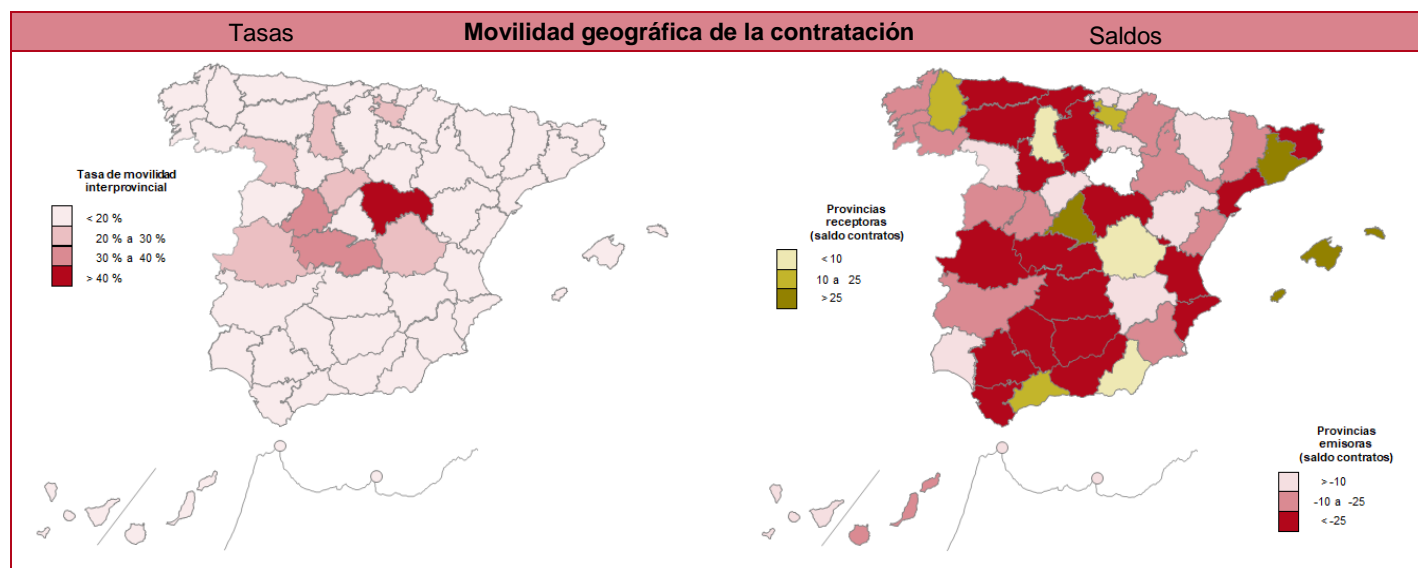 Tasas
Movilidad geográfica de la contratación
Saldos
Tasa de movilidad
interprovincial
< 20 %
20 % a 30 %
30 % a 40 %
> 40 %
Provincias
receptoras
(saldo contratos)
< 10
10 a 25
> 25
Provincias
emisoras
(saldo contratos)
> -10
-10 a -25
< -25